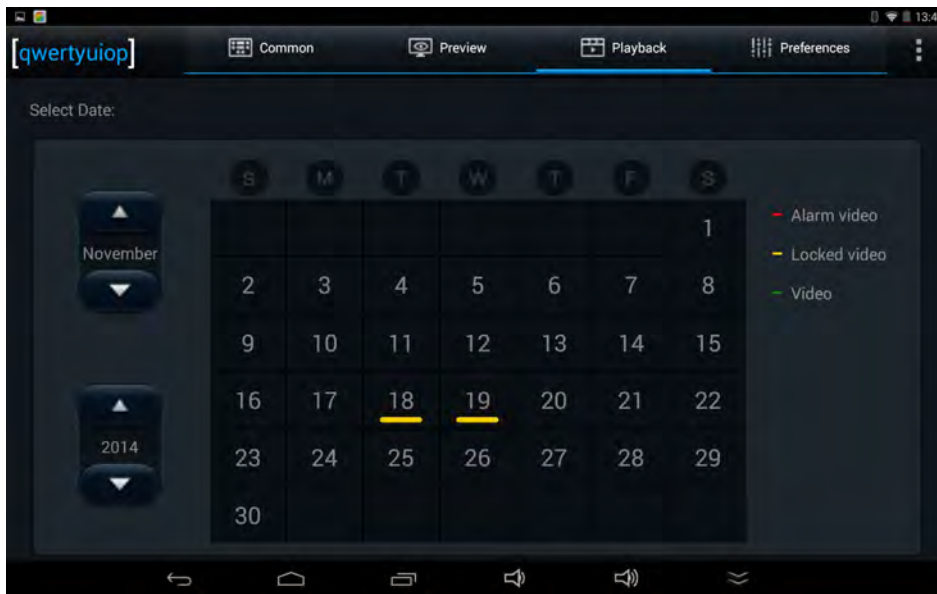 13:4
[qwertyuiop] Common Preview Playback Preferences
Select Date:
S M T W T F S
November
1
2 3 4 5 6 7 8
9 10 11 12 13 14 15
2014
16 17 18 19 20 21 22
23 24 25 26 27 28 29
30
Alarm video
Locked video
Video